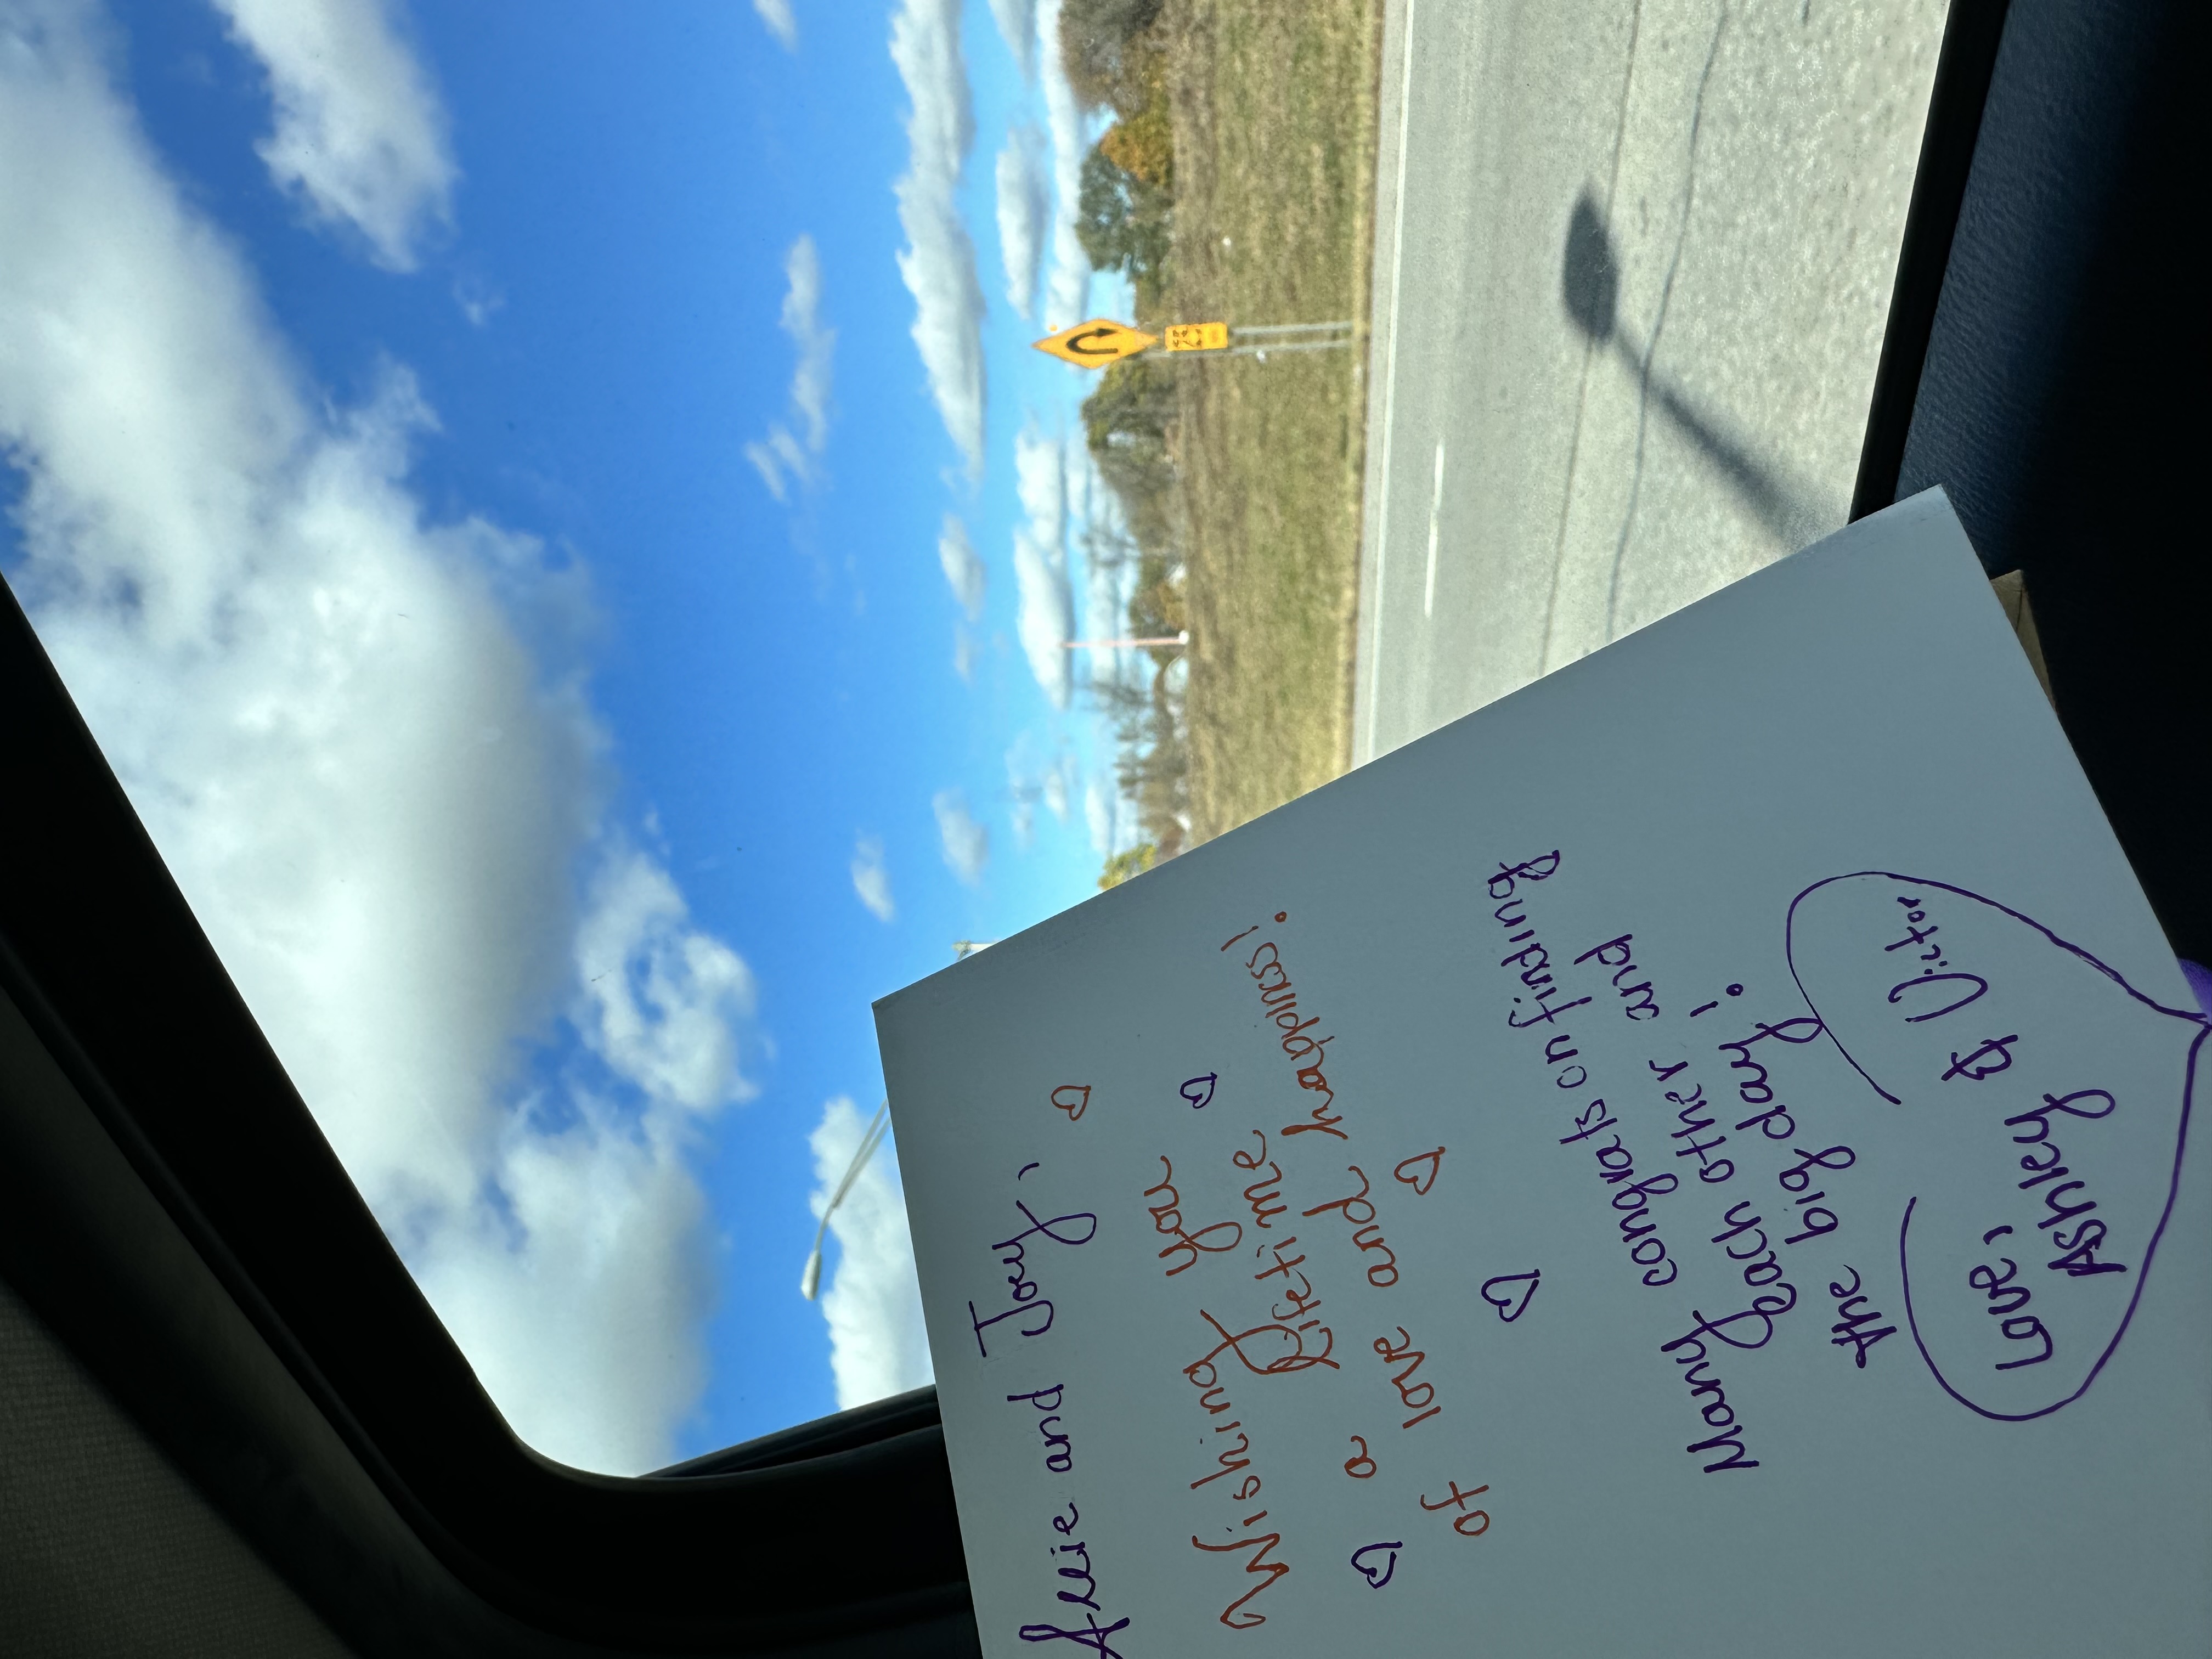 Allie and Joey,
Wishing you
a lifetime
of love and happiness!
Many congrats on finding
each other and
the big day!
Love,
Ashley & Victor